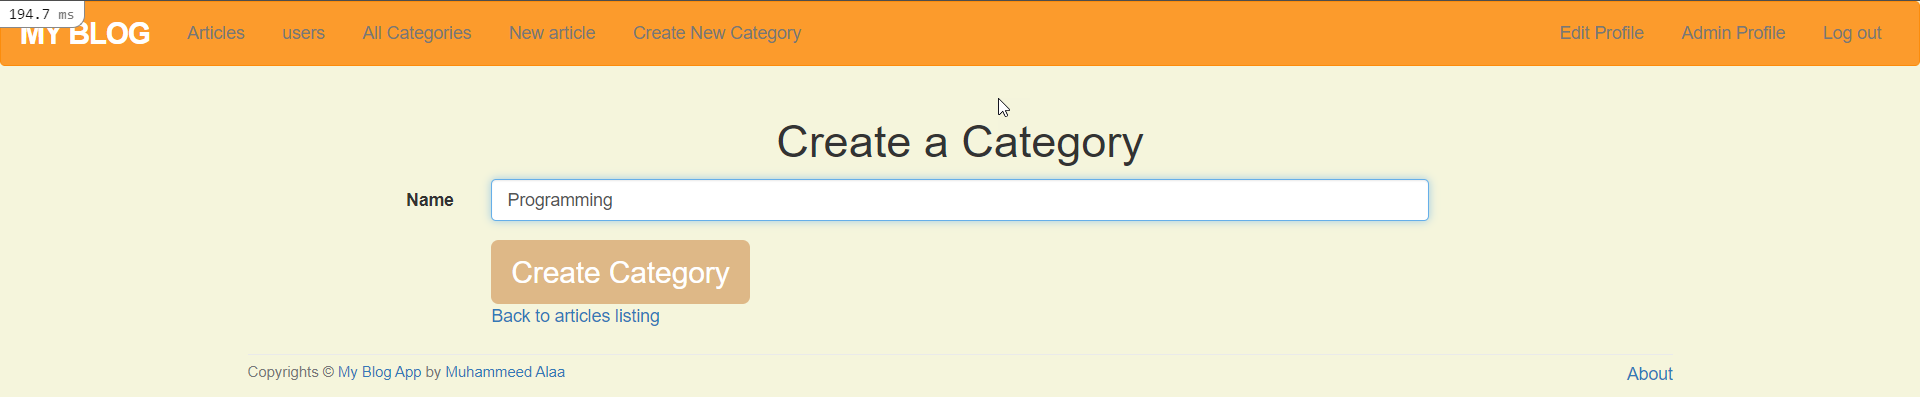 194.7 ms
MY BLOG Articles users All Categories New article Create New Category Edit Profile Admin Profile Log out
Create a Category
Name Programming
Create Category
Back to articles listing
Copyrights © My Blog App by Muhammeed Alaa About